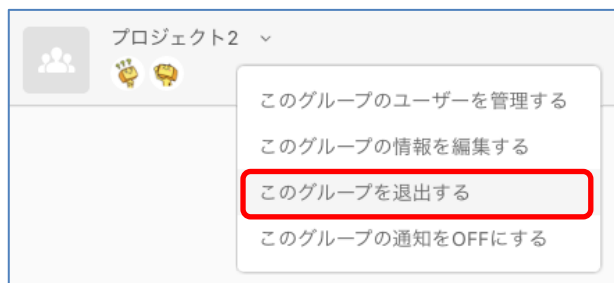 プロジェクト2
このグループのユーザーを管理する
このグループの情報を編集する
このグループを退出する
このグループの通知をOFFにする